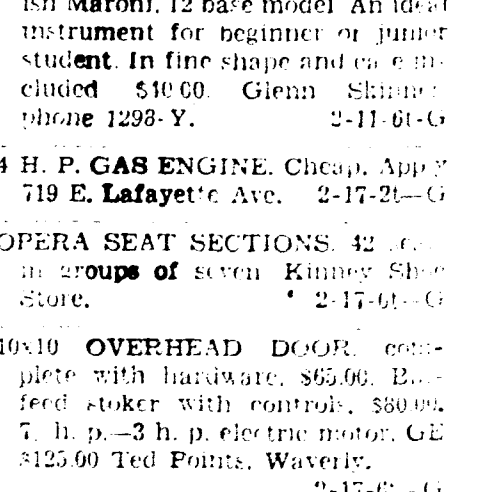 Maroni. 12 base model An ideal
instrument for beginner or junior
student. In fine shape and case in-
cluded $40.00. Glenn Skinner
phone 1298-Y. 2-11-6t-G
4 H. P. GAS ENGINE. Cheap. Apply
719 E. Lafayette Ave. 2-17-2t—G
OPERA SEAT SECTIONS. 42
in groups of seven Kinney Shoe
Store. 2-17-6t—G
10x10 OVERHEAD DOOR, com-
plete with hardware, $65.00.
feed stoker with controls, $80.00.
7. h. p.—3 h. p. electric motor, GE
$125.00 Ted Points, Waverly.
2-17-6t—G